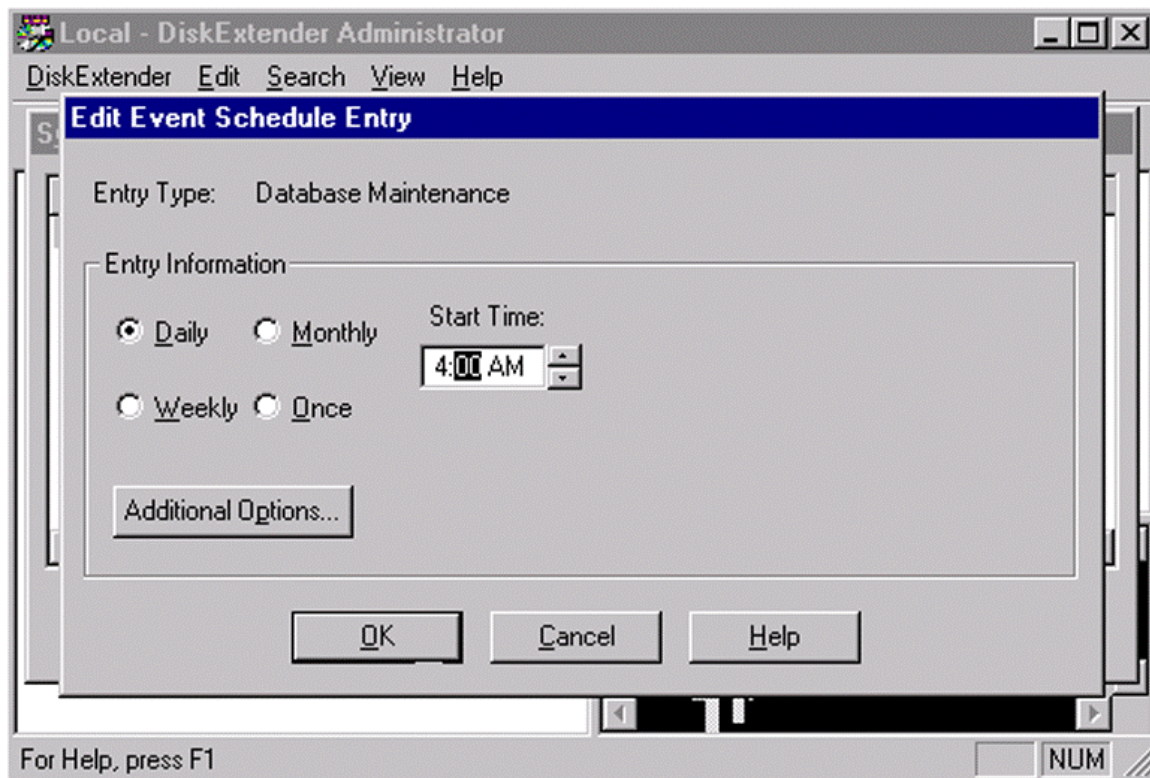 Local - DiskExtender Administrator
DiskExtender Edit Search View Help
Edit Event Schedule Entry
Entry Type: Database Maintenance
Entry Information
Daily Monthly Start Time:
4:00 AM
Weekly Once
Additional Options...
OK Cancel Help
For Help, press F1 NUM